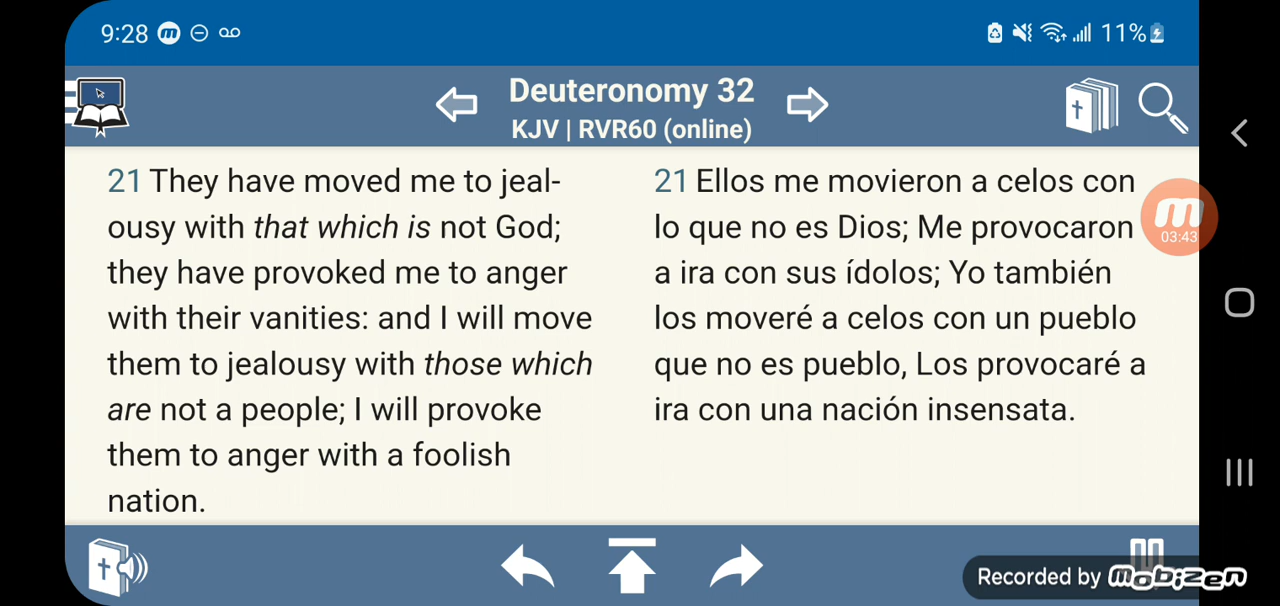 9:28
11%
Deuteronomy 32
KJV | RVR60 (online)
21 They have moved me to jeal-
ousy with that which is not God;
they have provoked me to anger
with their vanities: and I will move
them to jealousy with those which
are not a people; I will provoke
them to anger with a foolish
nation.
21 Ellos me movieron a celos con
lo que no es Dios; Me provocaron
a ira con sus ídolos; Yo también
los moveré a celos con un pueblo
que no es pueblo, Los provocaré a
ira con una nación insensata.
03:43
Recorded by Mobizen